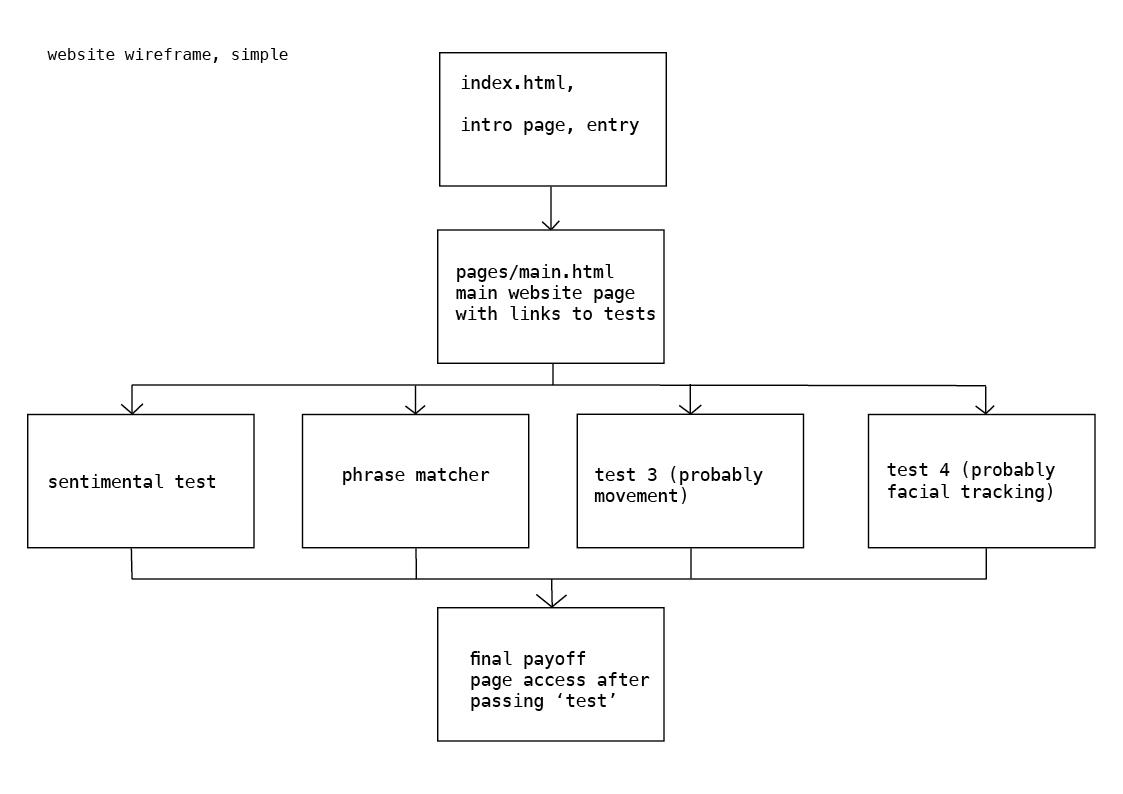 website wireframe, simple
index.html,
intro page, entry
pages/main.html
main website page
with links to tests
sentimental test
phrase matcher
test 3 (probably
movement)
test 4 (probably
facial tracking)
final payoff
page access after
passing ‘test’